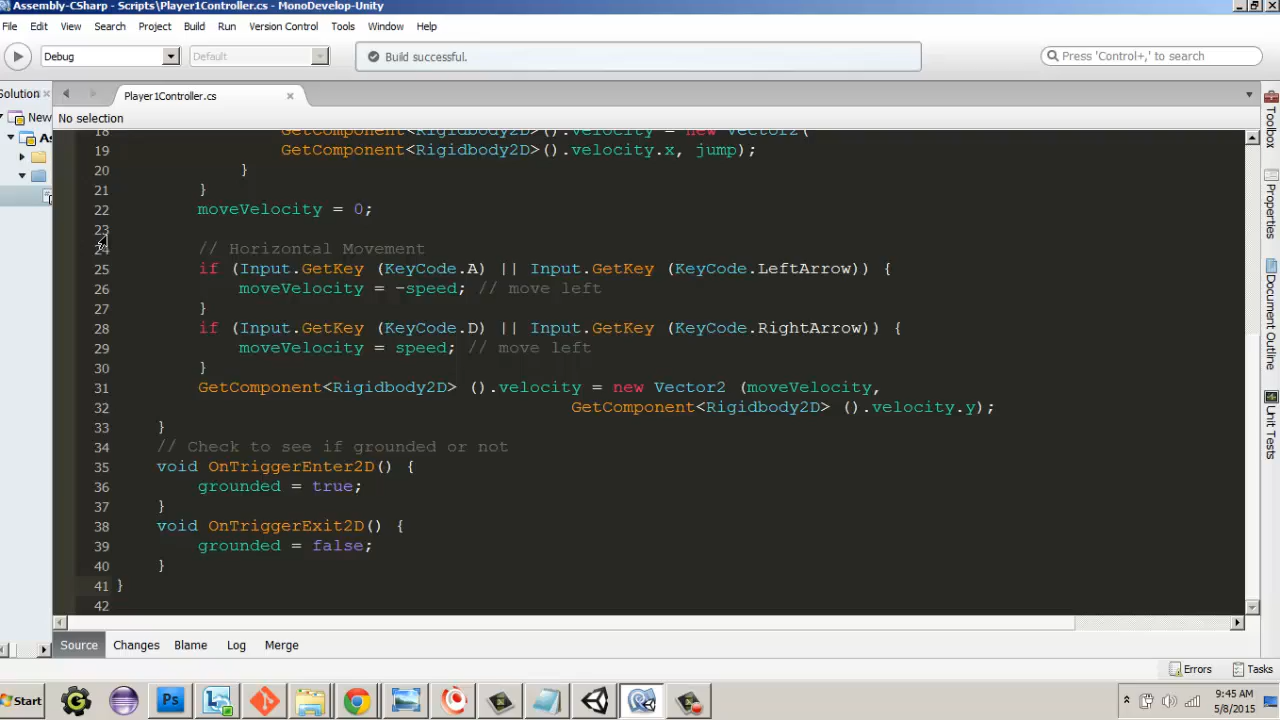 Assembly-CSharp - Scripts\Player1Controller.cs - MonoDevelop-Unity
File Edit View Search Project Build Run Version Control Tools Window Help
Debug Default Build successful. Press 'Control+,' to search
Solution Player1Controller.cs
No selection
New
18 GetComponent<Rigidbody2D>().velocity = new Vector2(
19 GetComponent<Rigidbody2D>().velocity.x, jump);
20 }
21 }
22 moveVelocity = 0;
23
24 // Horizontal Movement
25 if (Input.GetKey (KeyCode.A) || Input.GetKey (KeyCode.LeftArrow)) {
26 moveVelocity = -speed; // move left
27 }
28 if (Input.GetKey (KeyCode.D) || Input.GetKey (KeyCode.RightArrow)) {
29 moveVelocity = speed; // move left
30 }
31 GetComponent<Rigidbody2D> ().velocity = new Vector2 (moveVelocity,
32 GetComponent<Rigidbody2D> ().velocity.y);
33 }
34 // Check to see if grounded or not
35 void OnTriggerEnter2D() {
36 grounded = true;
37 }
38 void OnTriggerExit2D() {
39 grounded = false;
40 }
41 }
42
Toolbox
Properties
Document Outline
Unit Tests
Source Changes Blame Log Merge
Errors Tasks
Start Ps 9:45 AM
5/8/2015